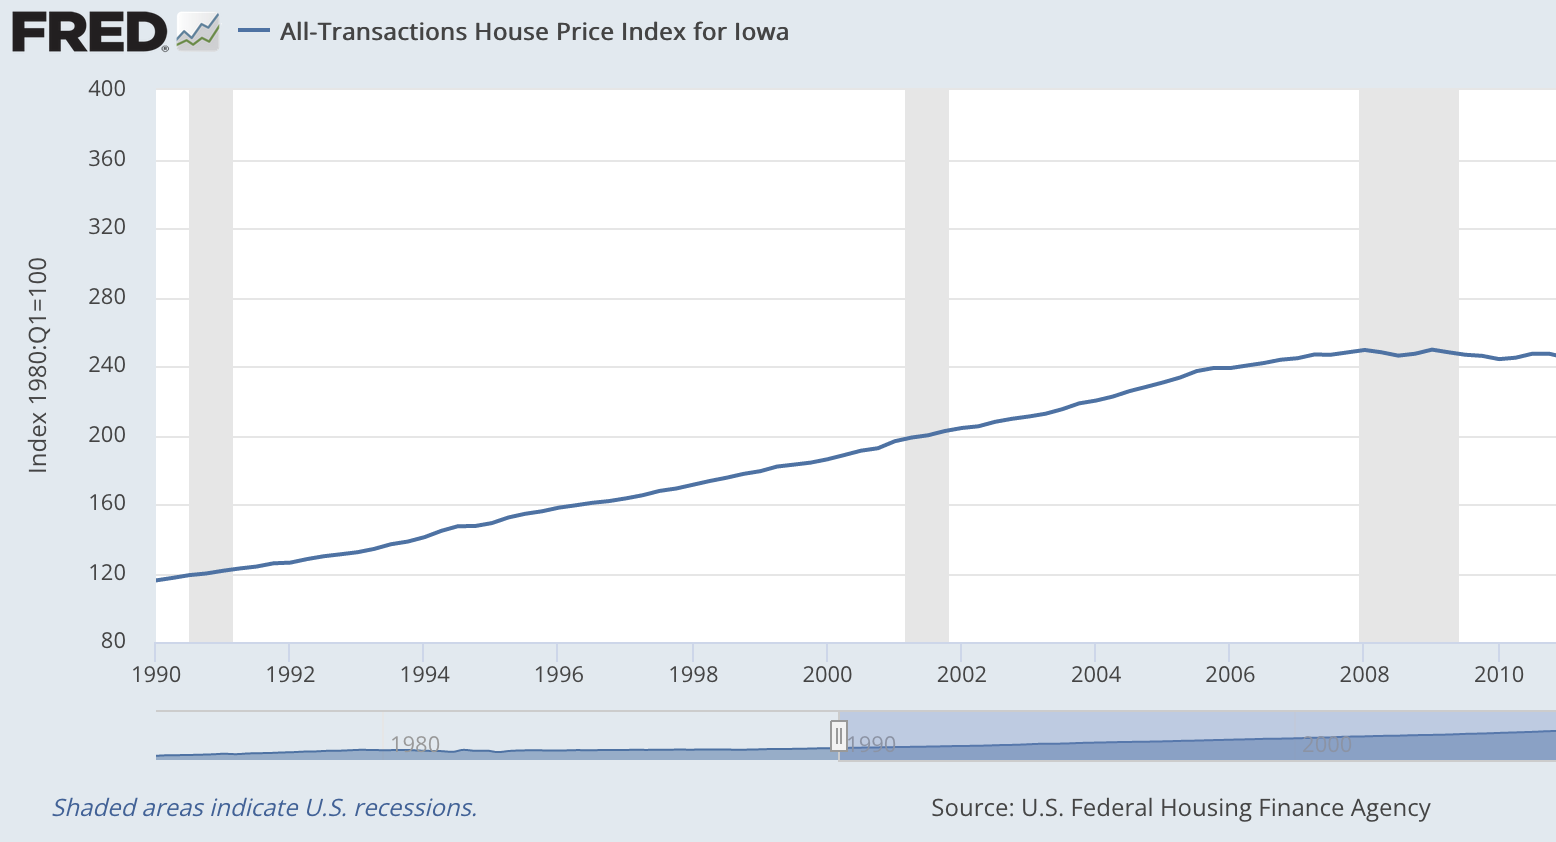 FRED® All-Transactions House Price Index for Iowa
400
360
320
280
240
200
160
120
80
Index 1980:Q1=100
1990 1992 1994 1996 1998 2000 2002 2004 2006 2008 2010
1980 1990 2000
Shaded areas indicate U.S. recessions. Source: U.S. Federal Housing Finance Agency